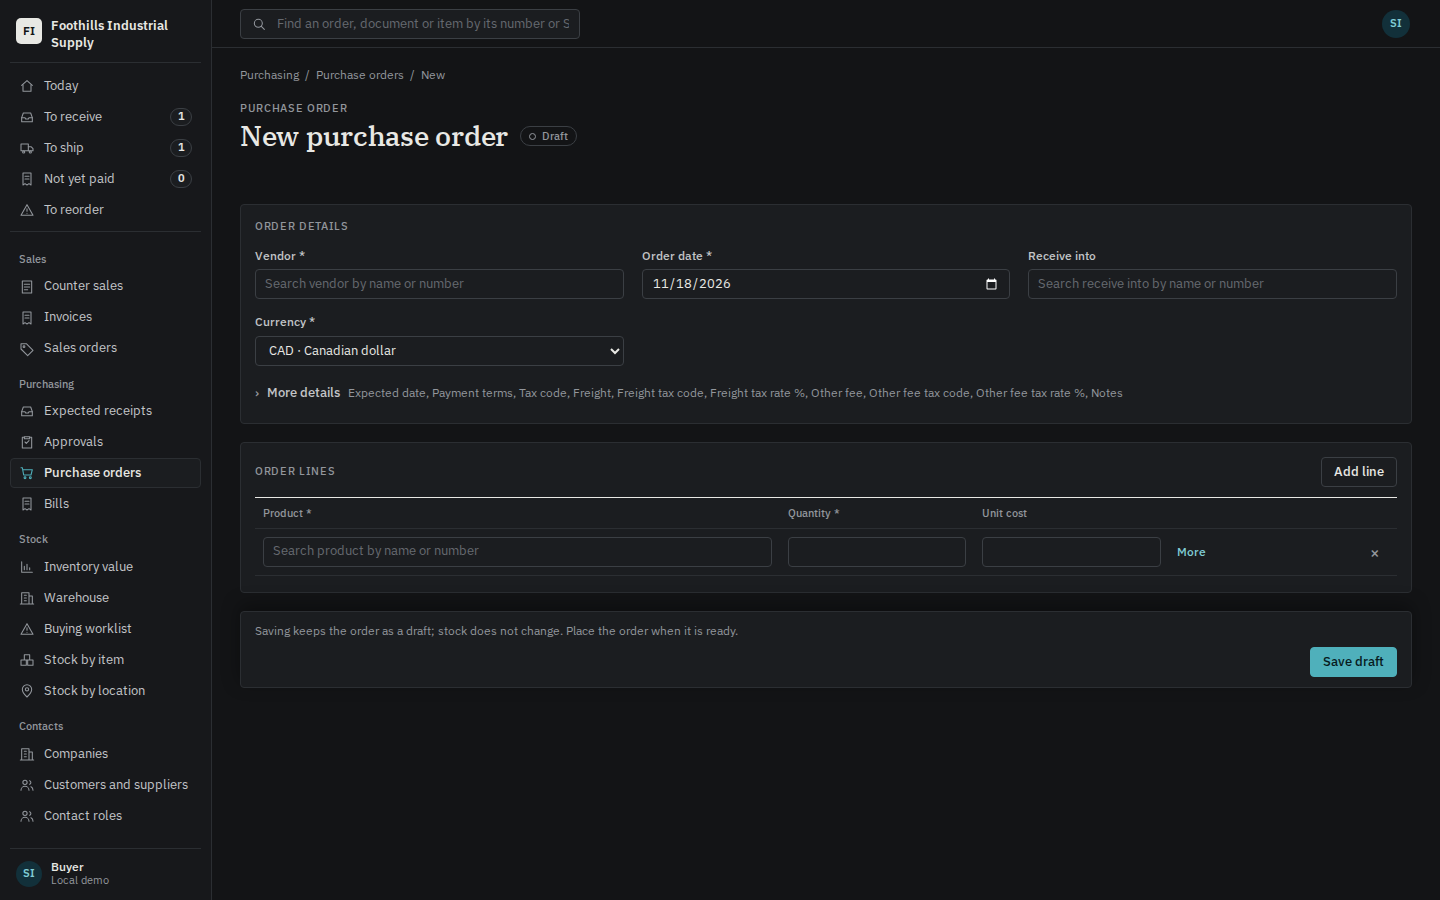 FI
Foothills Industrial
Supply
Today
To receive 1
To ship 1
Not yet paid 0
To reorder
Sales
Counter sales
Invoices
Sales orders
Purchasing
Expected receipts
Approvals
Purchase orders
Bills
Stock
Inventory value
Warehouse
Buying worklist
Stock by item
Stock by location
Contacts
Companies
Customers and suppliers
Contact roles
SI
Buyer
Local demo
Find an order, document or item by its number or S
SI
Purchasing / Purchase orders / New
PURCHASE ORDER
New purchase order Draft
ORDER DETAILS
Vendor * Order date * Receive into
Search vendor by name or number 11/18/2026 Search receive into by name or number
Currency *
CAD · Canadian dollar
› More details Expected date, Payment terms, Tax code, Freight, Freight tax code, Freight tax rate %, Other fee, Other fee tax code, Other fee tax rate %, Notes
ORDER LINES Add line
Product * Quantity * Unit cost
Search product by name or number More ×
Saving keeps the order as a draft; stock does not change. Place the order when it is ready.
Save draft